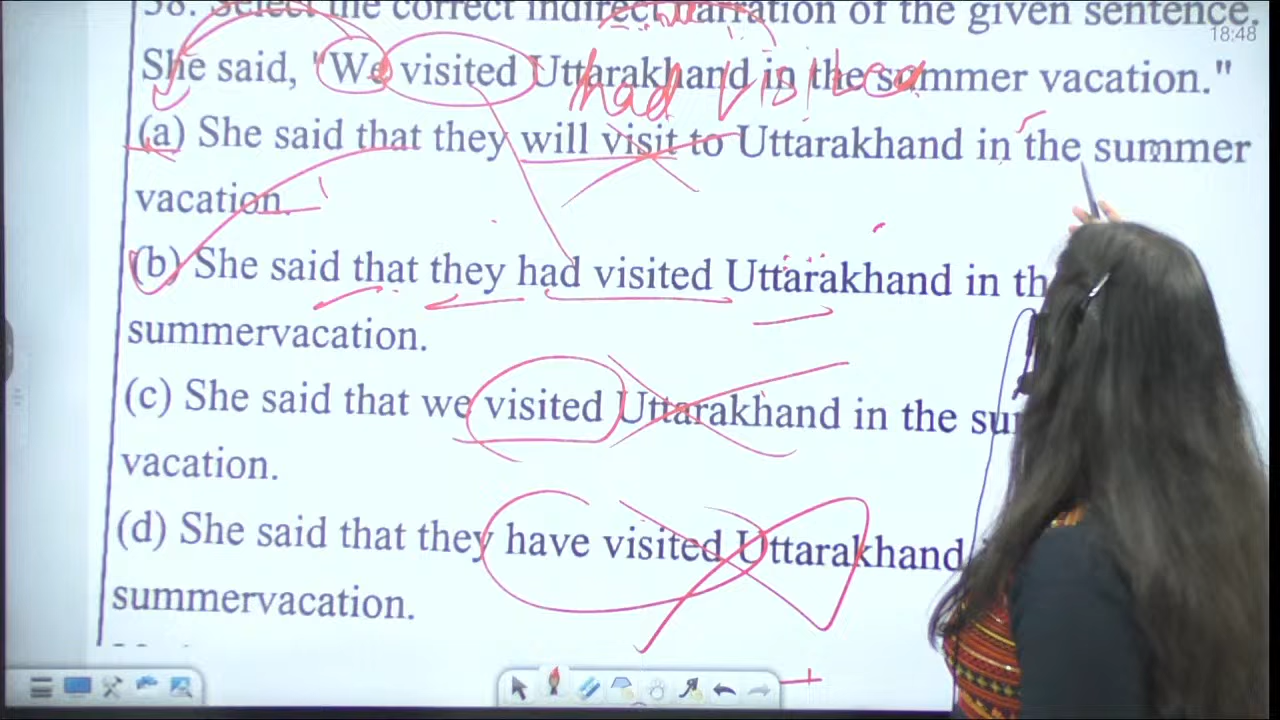 38. Select the correct indirect narration of the given sentence.
18:48
She said, "We visited Uttarakhand in the summer vacation."
had visited
(a) She said that they will visit to Uttarakhand in the summer
vacation.
(b) She said that they had visited Uttarakhand in th
summervacation.
(c) She said that we visited Uttarakhand in the su
vacation.
(d) She said that they have visited Uttarakhand
summervacation.